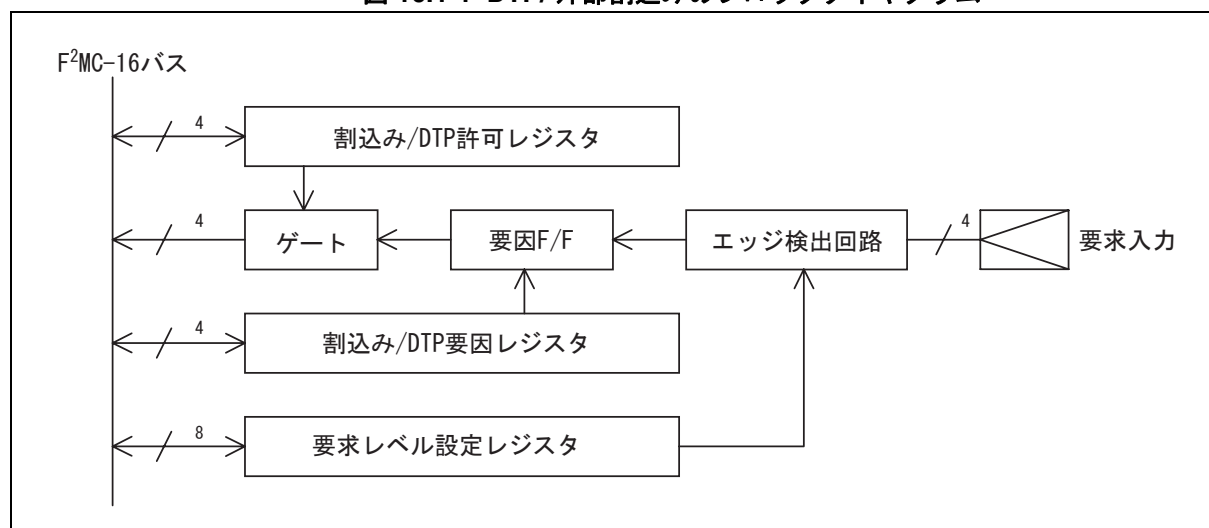 F²MC-16バス
4
割込み/DTP許可レジスタ
4
ゲート
要因F/F
エッジ検出回路
4
要求入力
4
割込み/DTP要因レジスタ
8
要求レベル設定レジスタ